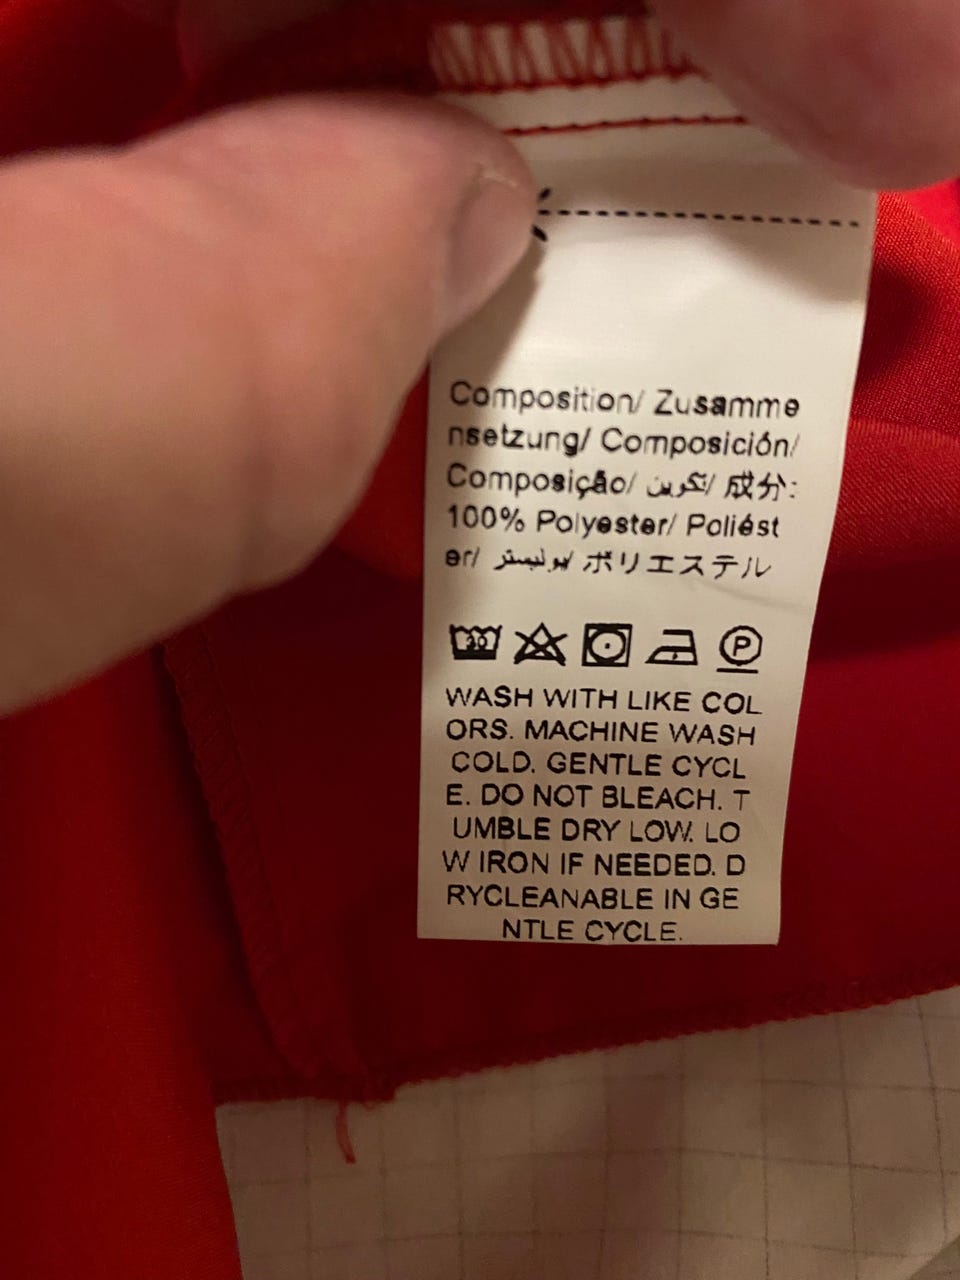 Composition/ Zusamme
nsetzung/ Composición/
Composição/ تكوين/ 成分:
100% Polyester/ Poliést
er/ بوليستر/ ポリエステル
30 P
WASH WITH LIKE COL
ORS. MACHINE WASH
COLD. GENTLE CYCL
E. DO NOT BLEACH. T
UMBLE DRY LOW. LO
W IRON IF NEEDED. D
RYCLEANABLE IN GE
NTLE CYCLE.